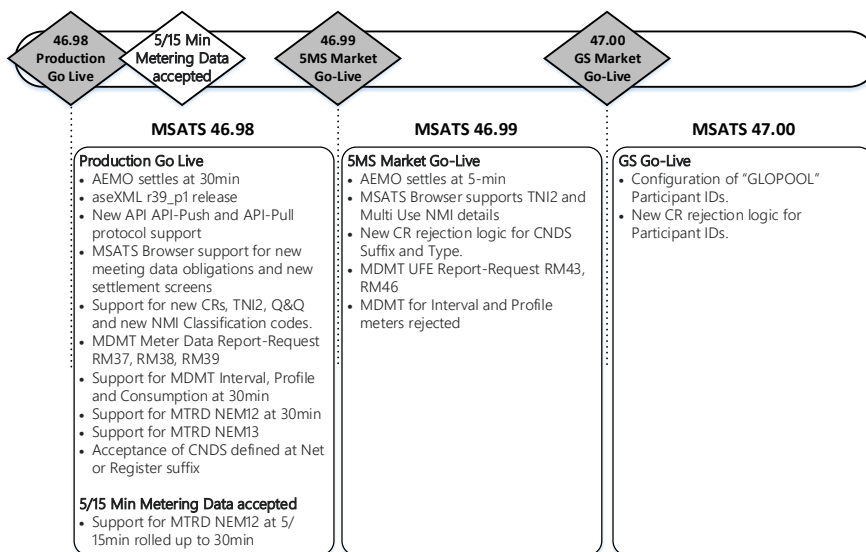 46.98
Production
Go Live
5/15 Min
Metering Data
accepted
46.99
5MS Market
Go-Live
47.00
GS Market
Go-Live
MSATS 46.98
Production Go Live
• AEMO settles at 30min
• aseXML r39_p1 release
• New API API-Push and API-Pull
protocol support
• MSATS Browser support for new
meeting data obligations and new
settlement screens
• Support for new CRs, TNI2, Q&Q
and new NMI Classification codes.
• MDMT Meter Data Report-Request
RM37, RM38, RM39
• Support for MDMT Interval, Profile
and Consumption at 30min
• Support for MTRD NEM12 at 30min
• Support for MTRD NEM13
• Acceptance of CNDS defined at Net
or Register suffix
5/15 Min Metering Data accepted
• Support for MTRD NEM12 at 5/
15min rolled up to 30min
MSATS 46.99
5MS Market Go-Live
• AEMO settles at 5-min
• MSATS Browser supports TNI2 and
Multi Use NMI details
• New CR rejection logic for CNDS
Suffix and Type.
• MDMT UFE Report-Request RM43,
RM46
• MDMT for Interval and Profile
meters rejected
MSATS 47.00
GS Go-Live
• Configuration of “GLOPOOL”
Participant IDs.
• New CR rejection logic for
Participant IDs.